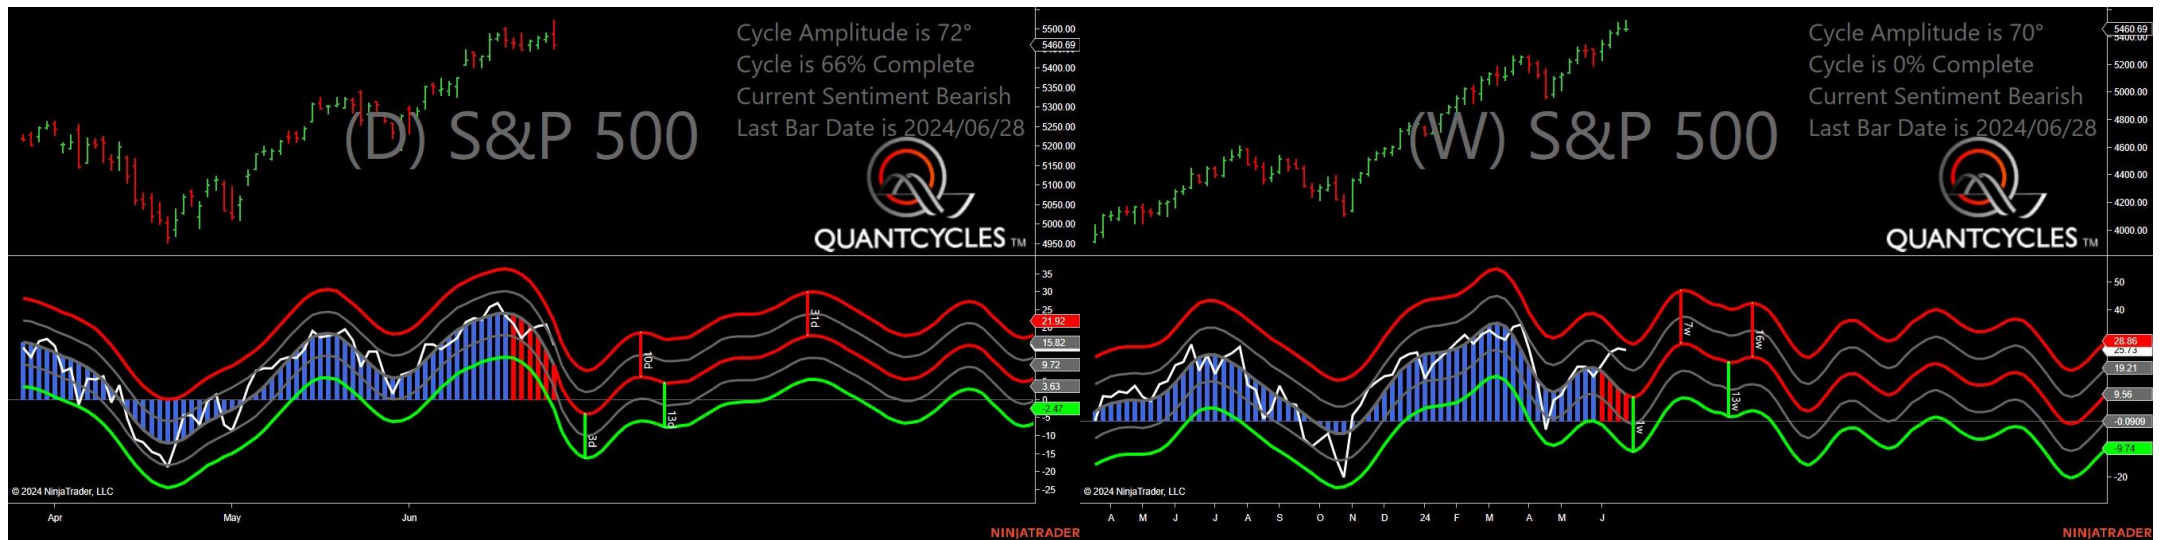 Cycle Amplitude is 72°
Cycle is 66% Complete
Current Sentiment Bearish
Last Bar Date is 2024/06/28
(D) S&P 500
QUANTCYCLES TM
5500.00
5460.69
5400.00
5350.00
5300.00
5250.00
5200.00
5150.00
5100.00
5050.00
5000.00
4950.00
35
30
25
20
21.92
15.82
9.72
5
3.63
0
-2.47
-5
-10
-15
-20
-25
3d
10d
13d
31d
© 2024 NinjaTrader, LLC
Apr
May
Jun
NINJATRADER
Cycle Amplitude is 70°
Cycle is 0% Complete
Current Sentiment Bearish
Last Bar Date is 2024/06/28
(W) S&P 500
QUANTCYCLES TM
5460.69
5400.00
5200.00
5000.00
4800.00
4600.00
4400.00
4200.00
4000.00
50
40
28.86
25.73
19.21
9.56
-0.0909
-9.74
-20
1w
7w
13w
16w
© 2024 NinjaTrader, LLC
A M J J A S O N D 24 F M A M J
NINJATRADER